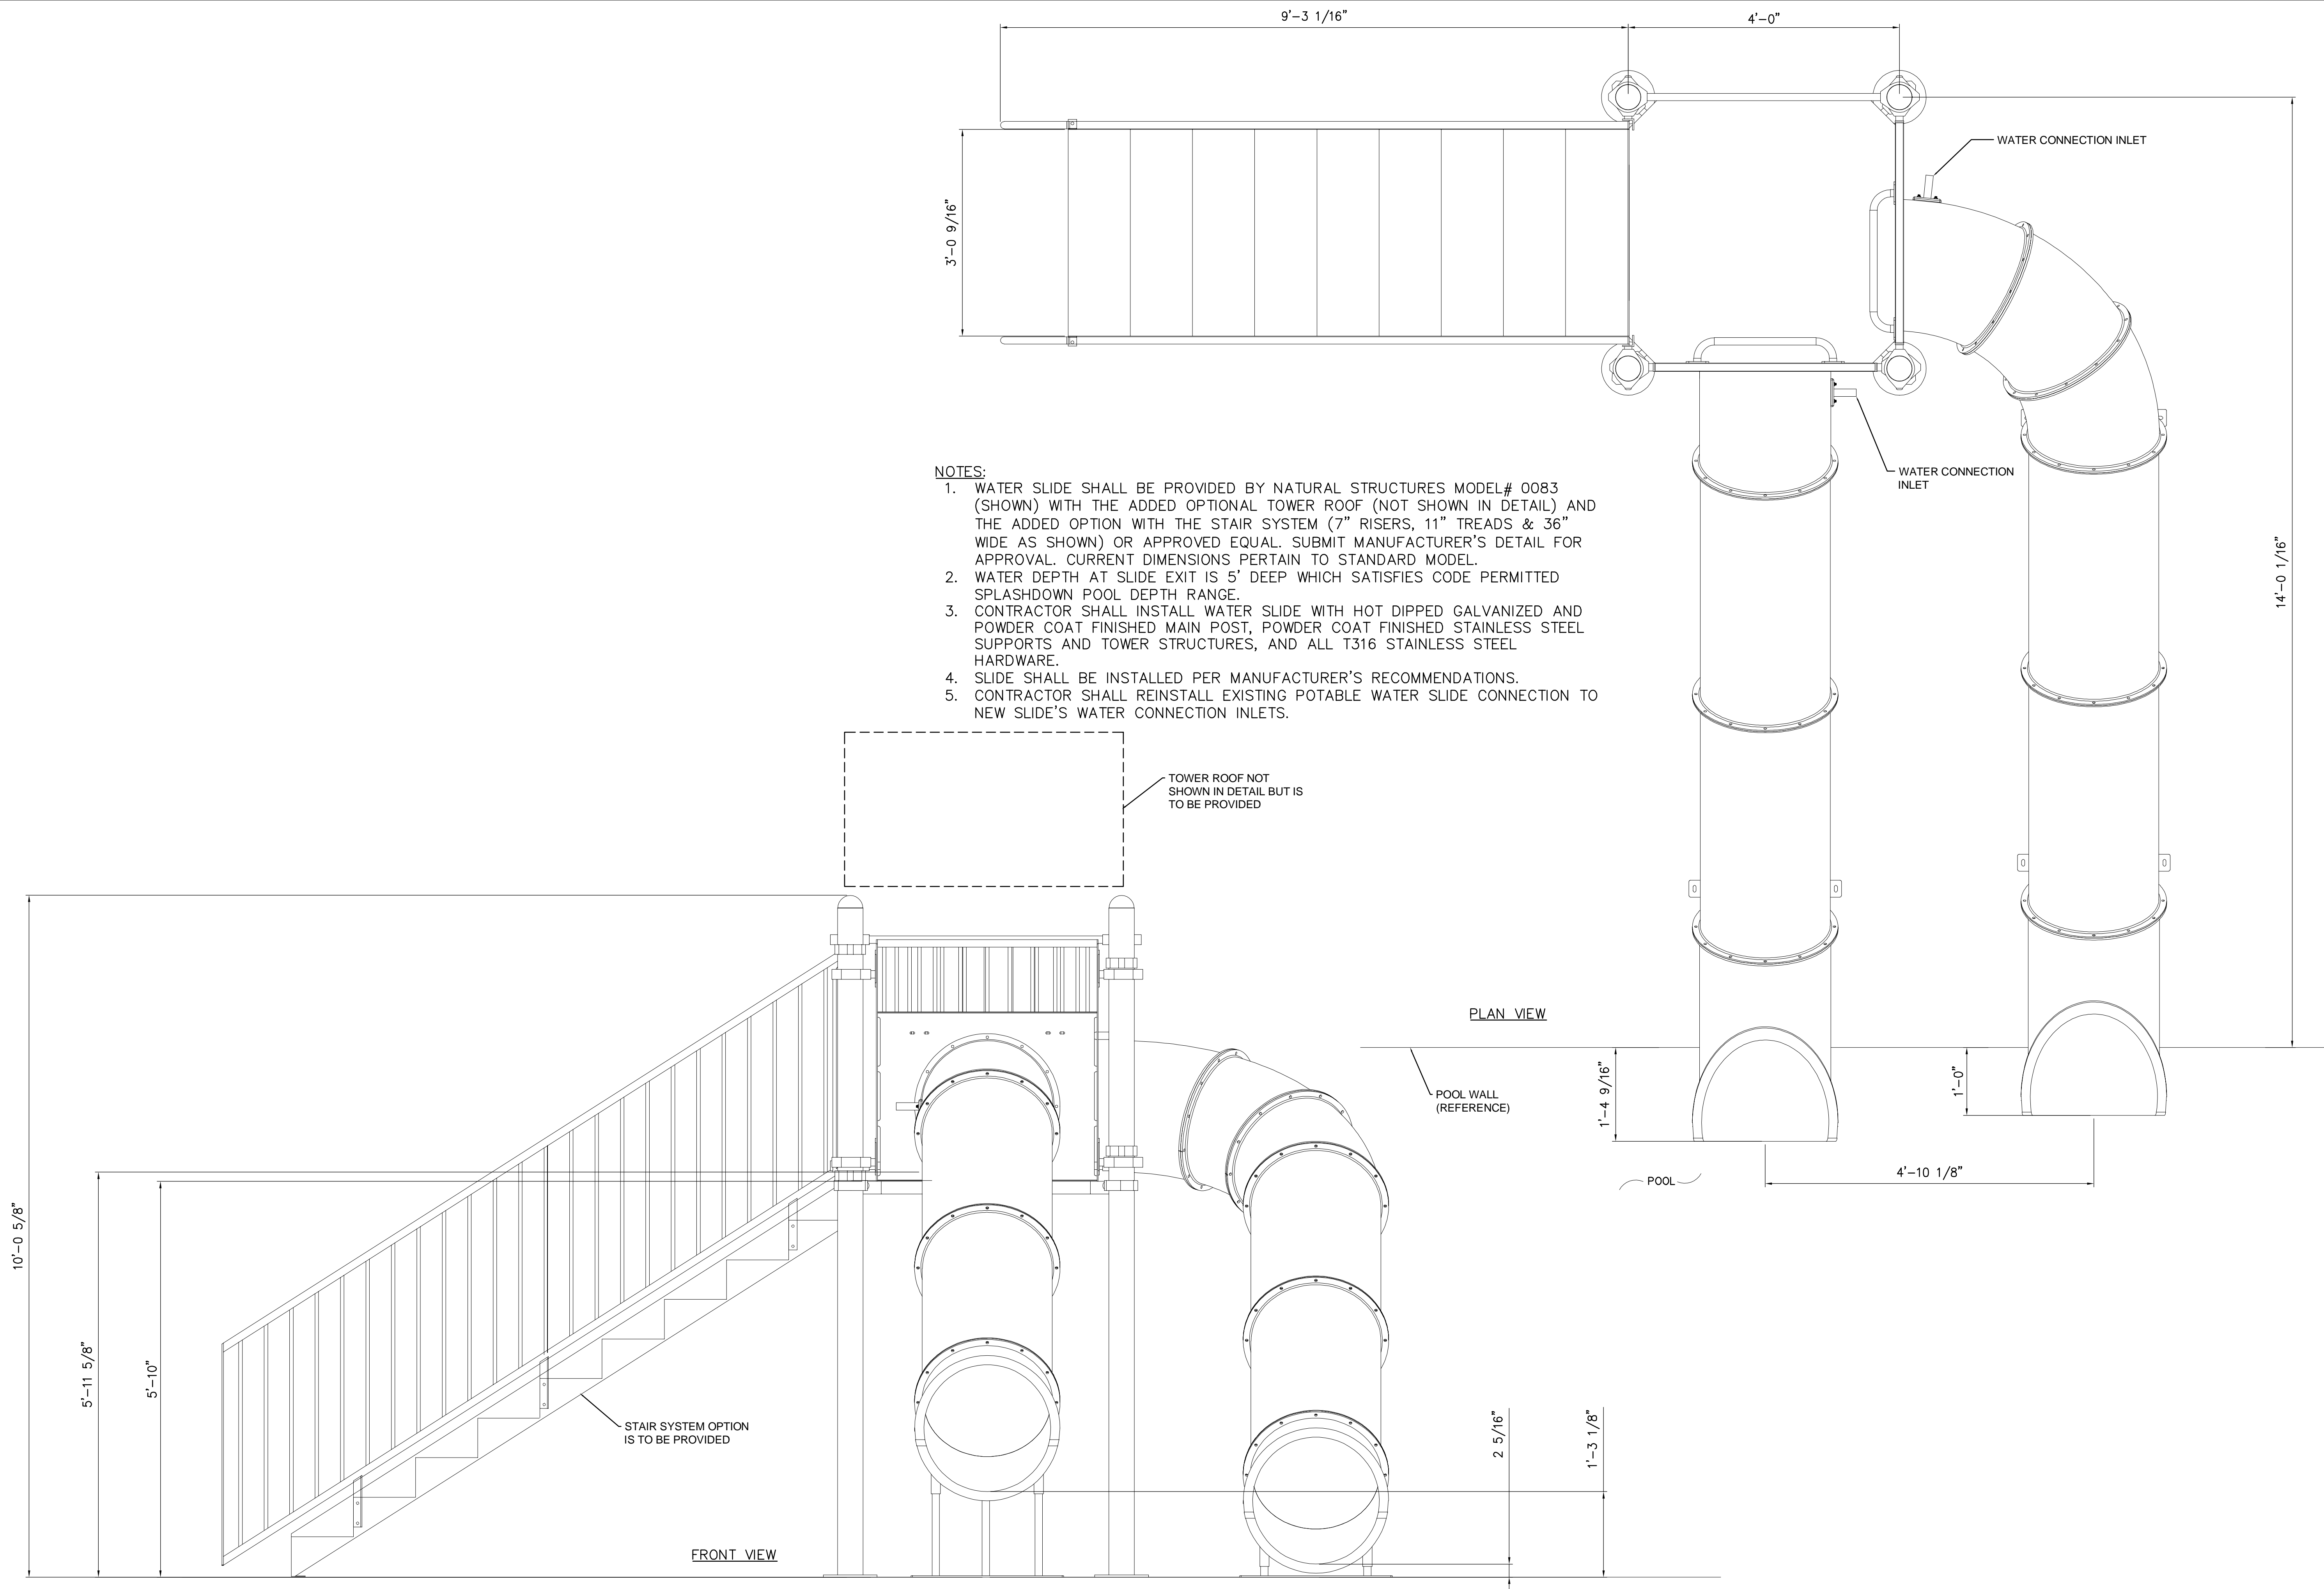 9'-3 1/16"
4'-0"
WATER CONNECTION INLET
3'-0 9/16"
WATER CONNECTION
INLET
14'-0 1/16"
NOTES:
1. WATER SLIDE SHALL BE PROVIDED BY NATURAL STRUCTURES MODEL# 0083
(SHOWN) WITH THE ADDED OPTIONAL TOWER ROOF (NOT SHOWN IN DETAIL) AND
THE ADDED OPTION WITH THE STAIR SYSTEM (7" RISERS, 11" TREADS & 36"
WIDE AS SHOWN) OR APPROVED EQUAL. SUBMIT MANUFACTURER'S DETAIL FOR
APPROVAL. CURRENT DIMENSIONS PERTAIN TO STANDARD MODEL.
2. WATER DEPTH AT SLIDE EXIT IS 5' DEEP WHICH SATISFIES CODE PERMITTED
SPLASHDOWN POOL DEPTH RANGE.
3. CONTRACTOR SHALL INSTALL WATER SLIDE WITH HOT DIPPED GALVANIZED AND
POWDER COAT FINISHED MAIN POST, POWDER COAT FINISHED STAINLESS STEEL
SUPPORTS AND TOWER STRUCTURES, AND ALL T316 STAINLESS STEEL
HARDWARE.
4. SLIDE SHALL BE INSTALLED PER MANUFACTURER'S RECOMMENDATIONS.
5. CONTRACTOR SHALL REINSTALL EXISTING POTABLE WATER SLIDE CONNECTION TO
NEW SLIDE'S WATER CONNECTION INLETS.
TOWER ROOF NOT
SHOWN IN DETAIL BUT IS
TO BE PROVIDED
PLAN VIEW
POOL WALL
(REFERENCE)
1'-4 9/16"
1'-0"
POOL
4'-10 1/8"
10'-0 5/8"
5'-11 5/8"
5'-10"
STAIR SYSTEM OPTION
IS TO BE PROVIDED
2 5/16"
1'-3 1/8"
FRONT VIEW